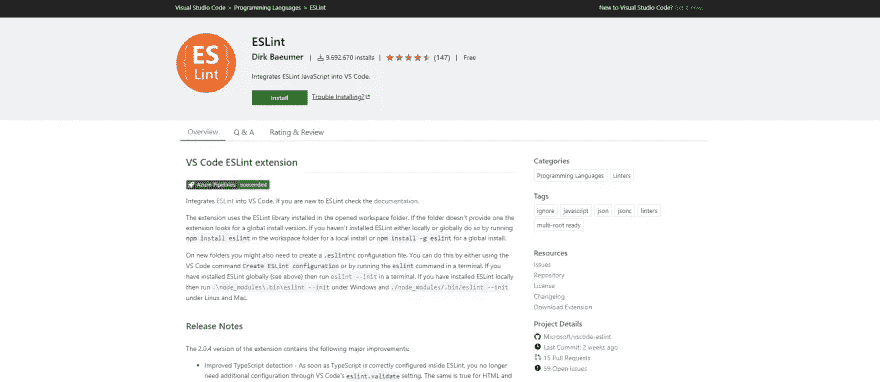 Visual Studio Code > Programming Languages > ESLint
New to Visual Studio Code? Get it now.
ES
Lint
ESLint
Dirk Baeumer | 9,692,670 installs | (147) | Free
Integrates ESLint JavaScript into VS Code.
Install Trouble Installing?
Overview Q & A Rating & Review
VS Code ESLint extension
Azure Pipelines succeeded
Integrates ESLint into VS Code. If you are new to ESLint check the documentation.
The extension uses the ESLint library installed in the opened workspace folder. If the folder doesn't provide one the
extension looks for a global install version. If you haven't installed ESLint either locally or globally do so by running
npm install eslint in the workspace folder for a local install or npm install -g eslint for a global install.
On new folders you might also need to create a .eslintrc configuration file. You can do this by either using the
VS Code command Create ESLint configuration or by running the eslint command in a terminal. If you
have installed ESLint globally (see above) then run eslint --init in a terminal. If you have installed ESLint locally
then run .\node_modules\.bin\eslint --init under Windows and ./node_modules/.bin/eslint --init
under Linux and Mac.
Release Notes
The 2.0.4 version of the extension contains the following major improvements:
• Improved TypeScript detection - As soon as TypeScript is correctly configured inside ESLint, you no longer
need additional configuration through VS Code's eslint.validate setting. The same is true for HTML and
Categories
Programming Languages Linters
Tags
ignore javascript json jsonc linters
multi-root ready
Resources
Issues
Repository
License
Changelog
Download Extension
Project Details
Microsoft/vscode-eslint
Last Commit: 2 weeks ago
15 Pull Requests
59 Open Issues